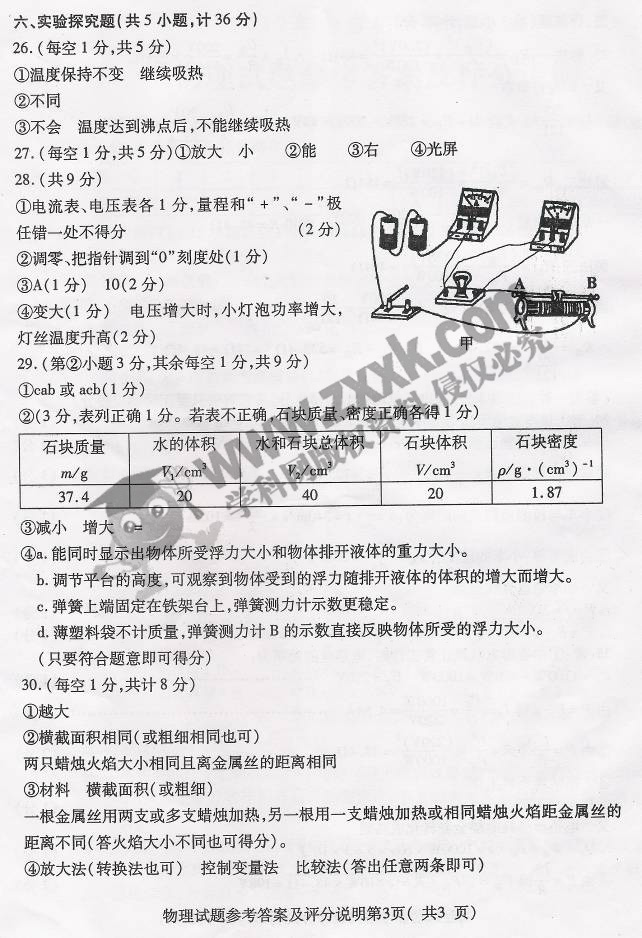 六、实验探究题(共5小题,计36分)
26.(每空1分,共5分)
①温度保持不变 继续吸热
②不同
③不会 温度达到沸点后,不能继续吸热
27.(每空1分,共5分)①放大 小 ②能 ③右 ④光屏
28.(共9分)
①电流表、电压表各1分,量程和“+”、“-”极
任错一处不得分 (2分)
②调零、把指针调到“0”刻度处(1分)
③A(1分) 10(2分)
④变大(1分) 电压增大时,小灯泡功率增大,
灯丝温度升高(2分)
A B
甲
29.(第②小题3分,其余每空1分,共9分)
①cab或acb(1分)
②(3分,表列正确1分。若表不正确,石块质量、密度正确各得1分)
石块质量 水的体积 水和石块总体积 石块体积 石块密度
m/g V₁/cm³ V₂/cm³ V/cm³ ρ/g·(cm³)⁻¹
37.4 20 40 20 1.87
③减小 增大 =
④a.能同时显示出物体所受浮力大小和物体排开液体的重力大小。
b.调节平台的高度,可观察到物体受到的浮力随排开液体的体积的增大而增大。
c.弹簧上端固定在铁架台上,弹簧测力计示数更稳定。
d.薄塑料袋不计质量,弹簧测力计B的示数直接反映物体所受的浮力大小。
(只要符合题意即可得分)
30.(每空1分,共计8分)
①越大
②横截面积相同(或粗细相同也可)
两只蜡烛火焰大小相同且离金属丝的距离相同
③材料 横截面积(或粗细)
一根金属丝用两支或多支蜡烛加热,另一根用一支蜡烛加热或相同蜡烛火焰距金属丝的
距离不同(答火焰大小不同也可得分)。
④放大法(转换法也可) 控制变量法 比较法(答出任意两条即可)
物理试题参考答案及评分说明第3页( 共3 页)
www.zxxk.com
学科网版权资料 侵仅必究